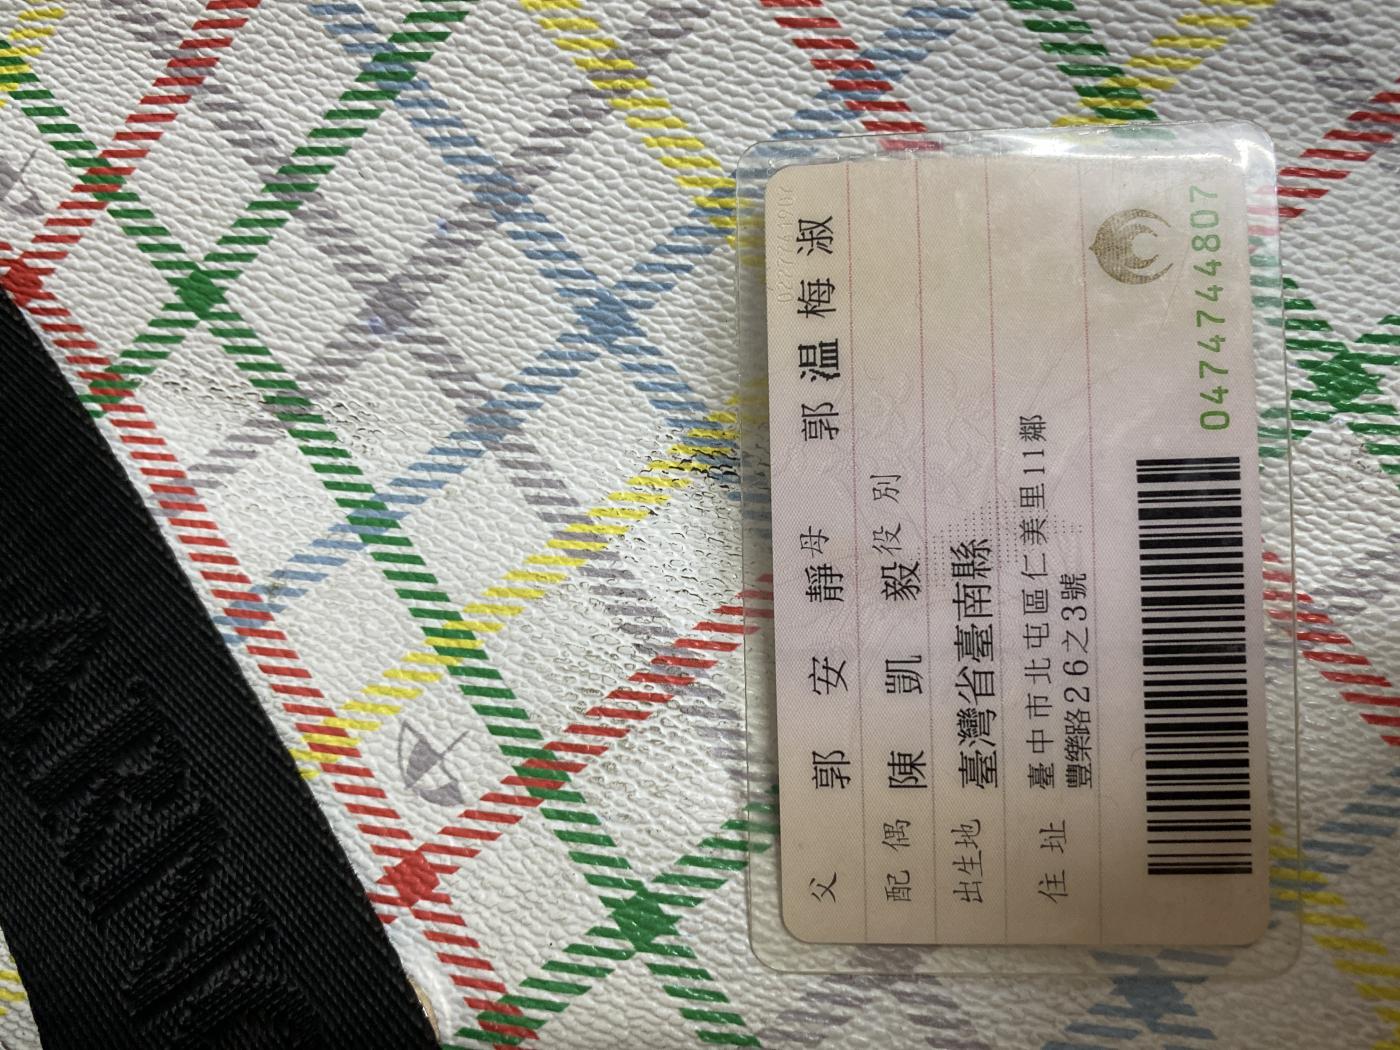 父 郭安靜 母 郭温梅淑
配偶 陳凱毅 役別
出生地 臺灣省臺南縣
住址 臺中市北屯區仁美里11鄰
豐樂路26之3號
0474744807